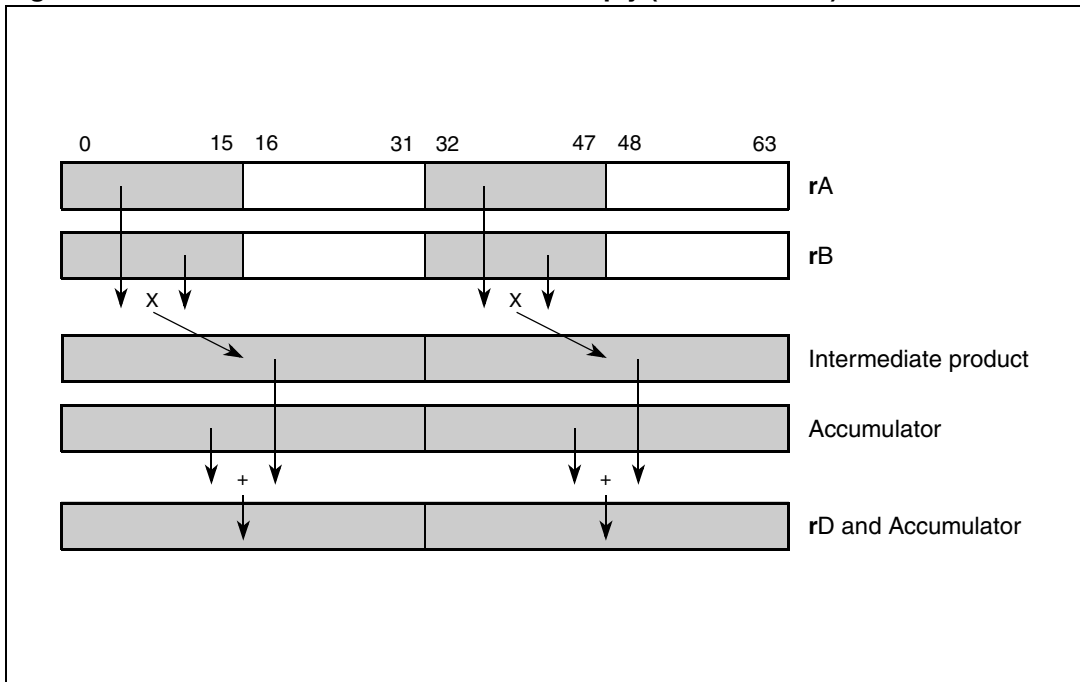 0 15 16 31 32 47 48 63
rA
rB
X X
Intermediate product
Accumulator
+ +
rD and Accumulator